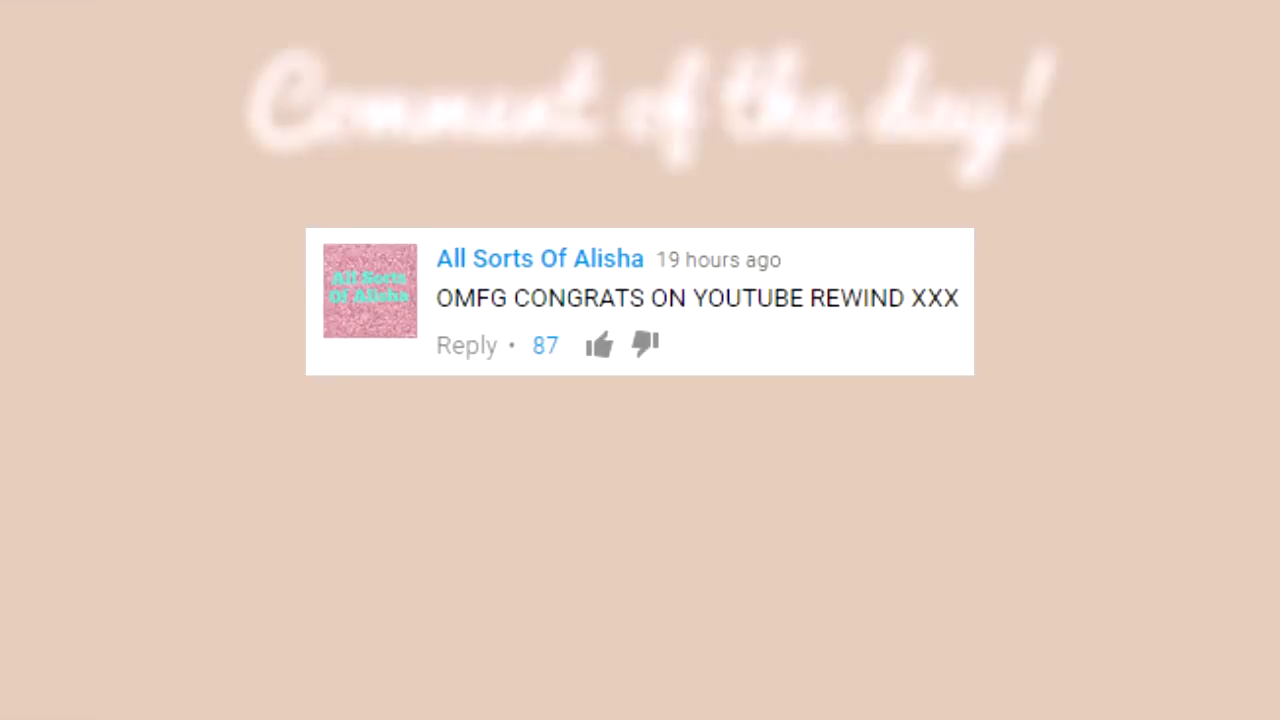 Comment of the day!
All Sorts Of Alisha 19 hours ago
All Sorts
Of Alisha
OMFG CONGRATS ON YOUTUBE REWIND XXX
Reply • 87